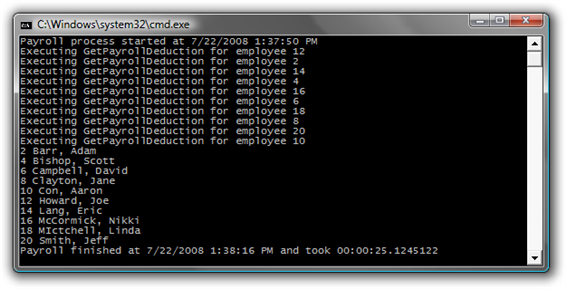 C:\Windows\system32\cmd.exe
Payroll process started at 7/22/2008 1:37:50 PM
Executing GetPayrollDeduction for employee 12
Executing GetPayrollDeduction for employee 2
Executing GetPayrollDeduction for employee 14
Executing GetPayrollDeduction for employee 4
Executing GetPayrollDeduction for employee 16
Executing GetPayrollDeduction for employee 6
Executing GetPayrollDeduction for employee 18
Executing GetPayrollDeduction for employee 8
Executing GetPayrollDeduction for employee 20
Executing GetPayrollDeduction for employee 10
2 Barr, Adam
4 Bishop, Scott
6 Campbell, David
8 Clayton, Jane
10 Con, Aaron
12 Howard, Joe
14 Lang, Eric
16 McCormick, Nikki
18 MIctchell, Linda
20 Smith, Jeff
Payroll finished at 7/22/2008 1:38:16 PM and took 00:00:25.1245122